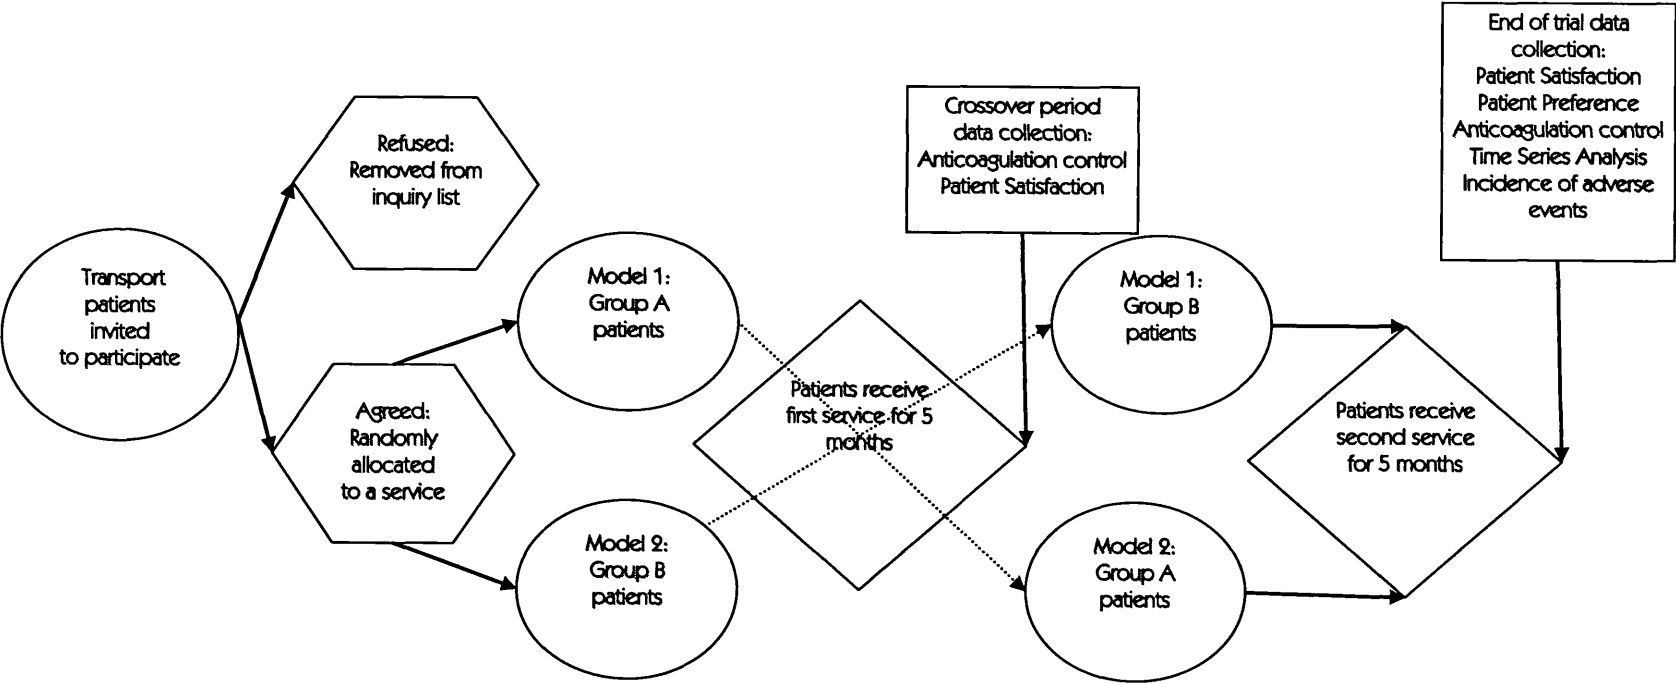 Transport
patients
invited
to participate
Refused:
Removed from
inquiry list
Agreed:
Randomly
allocated
to a service
Model 1:
Group A
patients
Model 2:
Group B
patients
Patients receive
first service for 5
months
Crossover period
data collection:
Anticoagulation control
Patient Satisfaction
Model 1:
Group B
patients
Model 2:
Group A
patients
Patients receive
second service
for 5 months
End of trial data
collection:
Patient Satisfaction
Patient Preference
Anticoagulation control
Time Series Analysis
Incidence of adverse
events